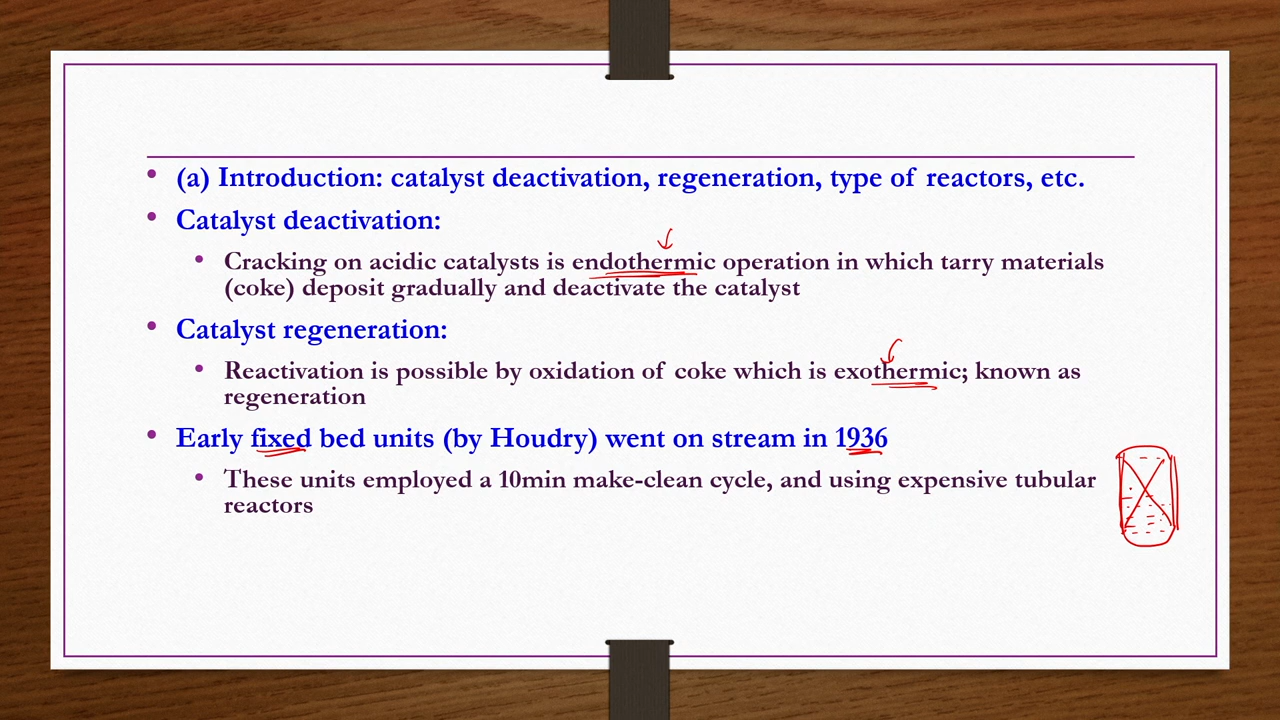 • (a) Introduction: catalyst deactivation, regeneration, type of reactors, etc.
• Catalyst deactivation:
• Cracking on acidic catalysts is endothermic operation in which tarry materials
(coke) deposit gradually and deactivate the catalyst
• Catalyst regeneration:
• Reactivation is possible by oxidation of coke which is exothermic; known as
regeneration
• Early fixed bed units (by Houdry) went on stream in 1936
• These units employed a 10min make-clean cycle, and using expensive tubular
reactors